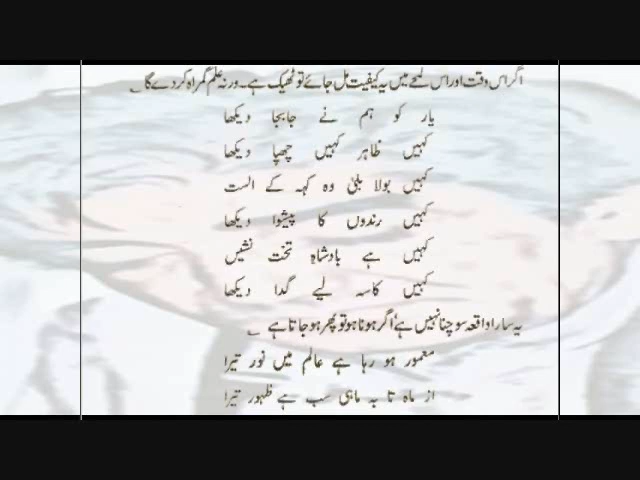 اگر اس وقت اور اس لمحے میں یہ کیفیت مل جائے تو ٹھیک ہے۔ ورنہ علم گمراہ کر دے گا ؎
یار کو ہم نے جابجا دیکھا
کہیں ظاہر کہیں چھپا دیکھا
کہیں بولا بلیٰ وہ کہہ کے الست
کہیں رندوں کا پیشوا دیکھا
کہیں ہے بادشاہِ تخت نشیں
کہیں کاسہ لیے گدا دیکھا
یہ سارا واقعہ سوچنا نہیں ہے' اگر ہونا ہو تو پھر ہو جاتا ہے ؎
معمور ہو رہا ہے عالم میں نور تیرا
از ماہ تا بہ ماہی سب ہے ظہور تیرا